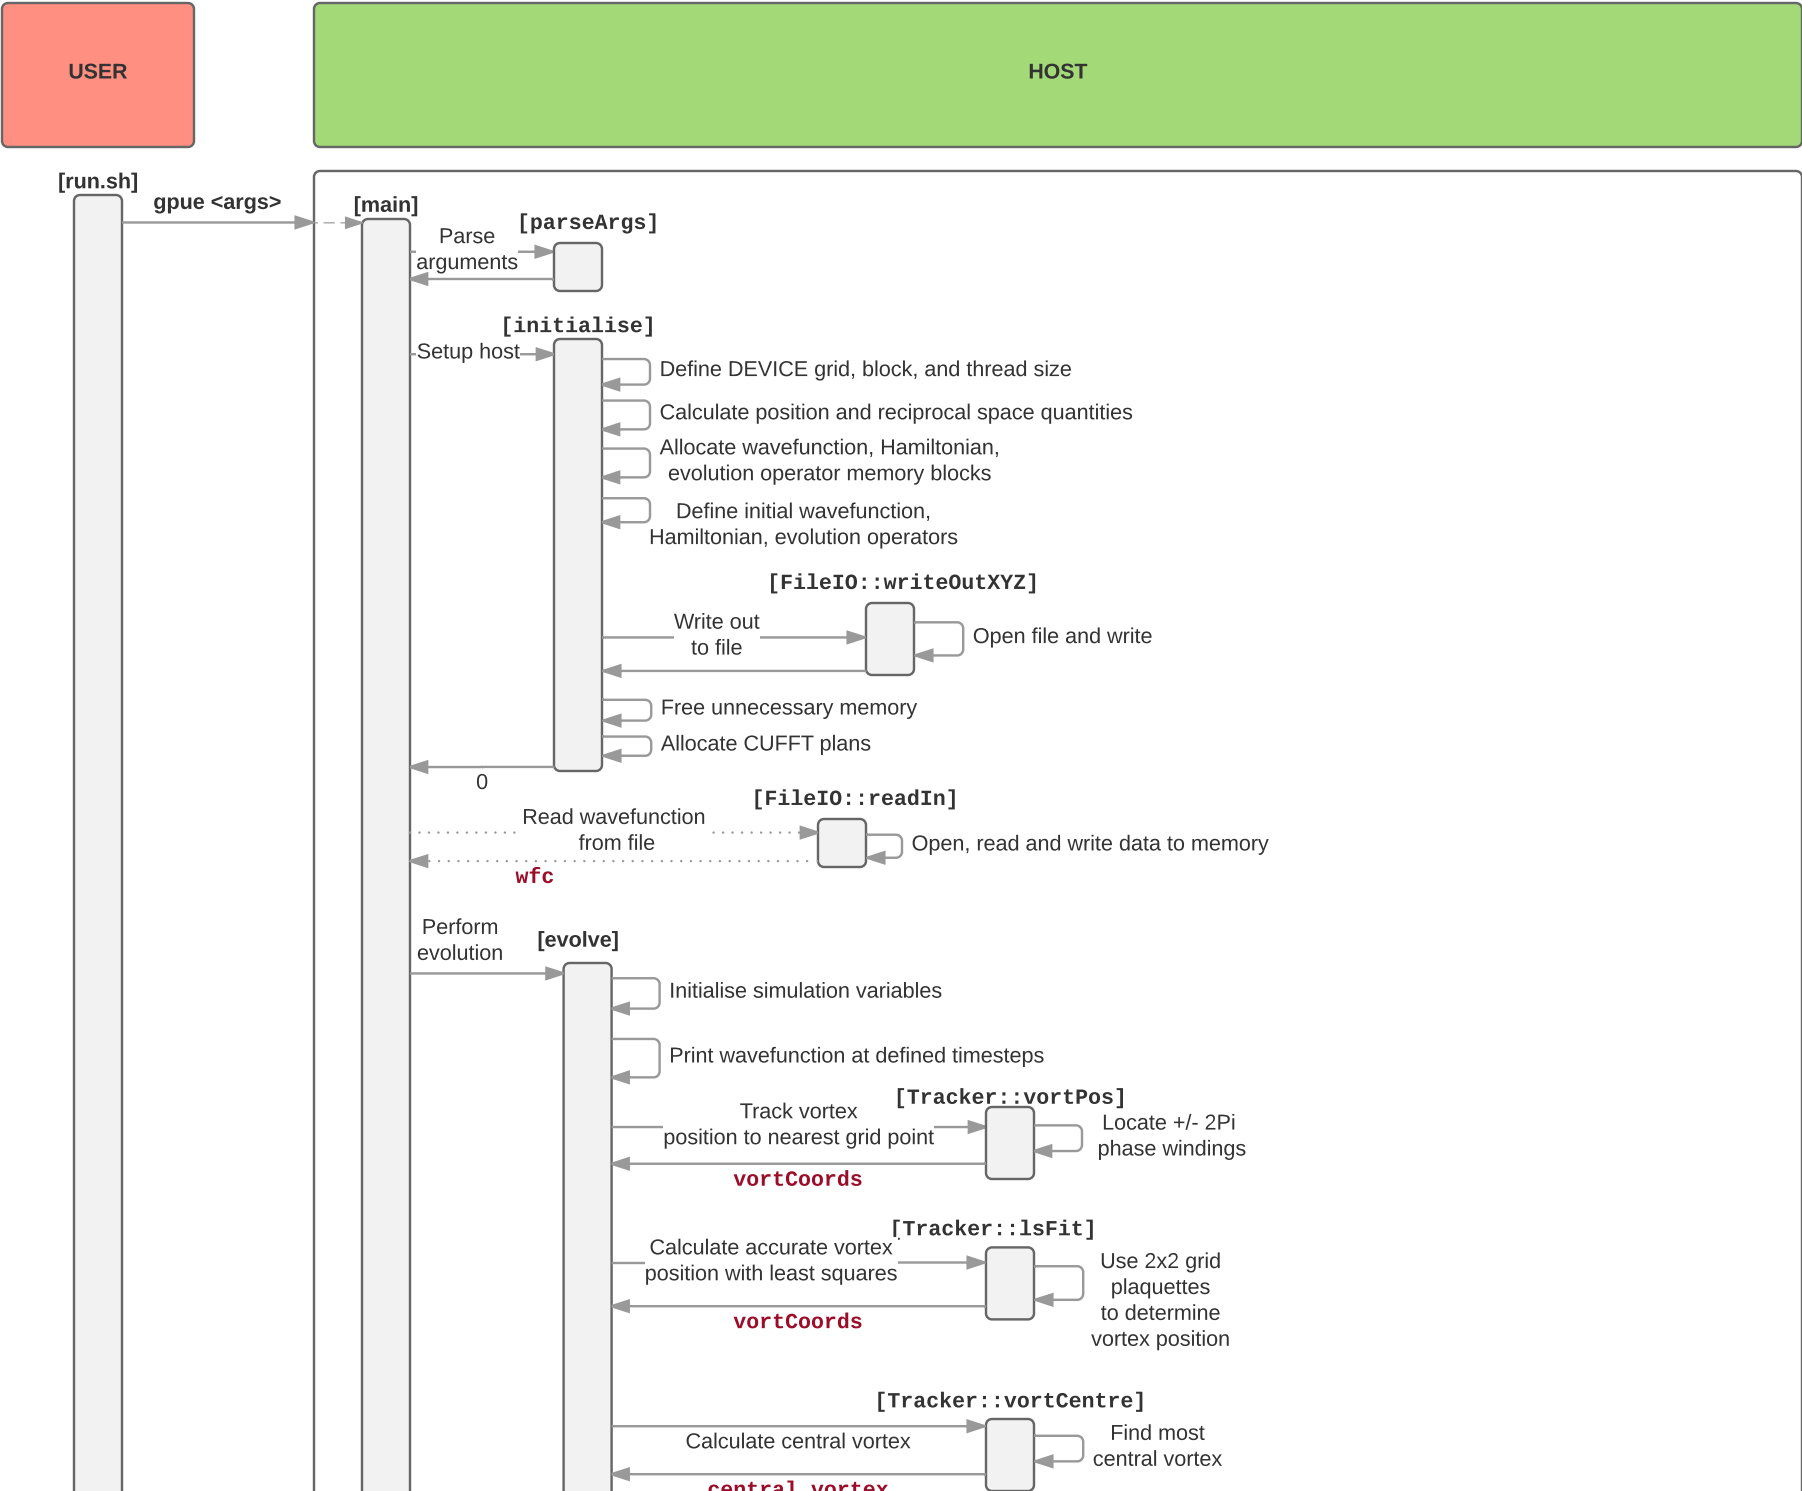 USER
HOST
[run.sh]
gpue <args>
[main]
[parseArgs]
Parse
arguments
[initialise]
Setup host
Define DEVICE grid, block, and thread size
Calculate position and reciprocal space quantities
Allocate wavefunction, Hamiltonian,
evolution operator memory blocks
Define initial wavefunction,
Hamiltonian, evolution operators
[FileIO::writeOutXYZ]
Write out
to file
Open file and write
Free unnecessary memory
Allocate CUFFT plans
0
[FileIO::readIn]
Read wavefunction
from file
Open, read and write data to memory
wfc
Perform
evolution
[evolve]
Initialise simulation variables
Print wavefunction at defined timesteps
[Tracker::vortPos]
Track vortex
position to nearest grid point
Locate +/- 2Pi
phase windings
vortCoords
[Tracker::lsFit]
Calculate accurate vortex
position with least squares
Use 2x2 grid
plaquettes
to determine
vortex position
vortCoords
[Tracker::vortCentre]
Calculate central vortex
Find most
central vortex
central vortex